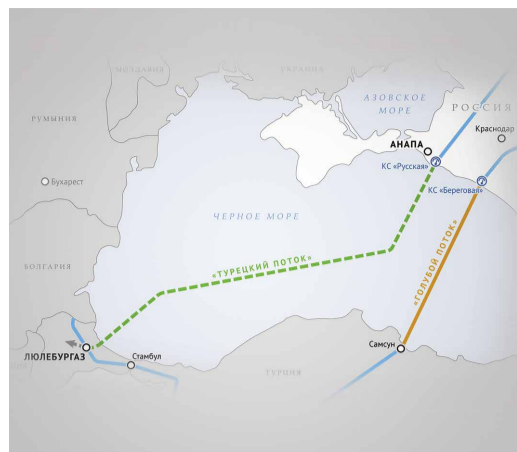 МОЛДАВИЯ
УКРАИНА
АЗОВСКОЕ
МОРЕ
РОССИЯ
РУМЫНИЯ
Краснодар
АНАПА
КС «Русская»
КС «Береговая»
Бухарест
ЧЕРНОЕ МОРЕ
«ТУРЕЦКИЙ ПОТОК»
«ГОЛУБОЙ ПОТОК»
БОЛГАРИЯ
ЛЮЛЕБУРГАЗ
Стамбул
Самсун
ТУРЦИЯ